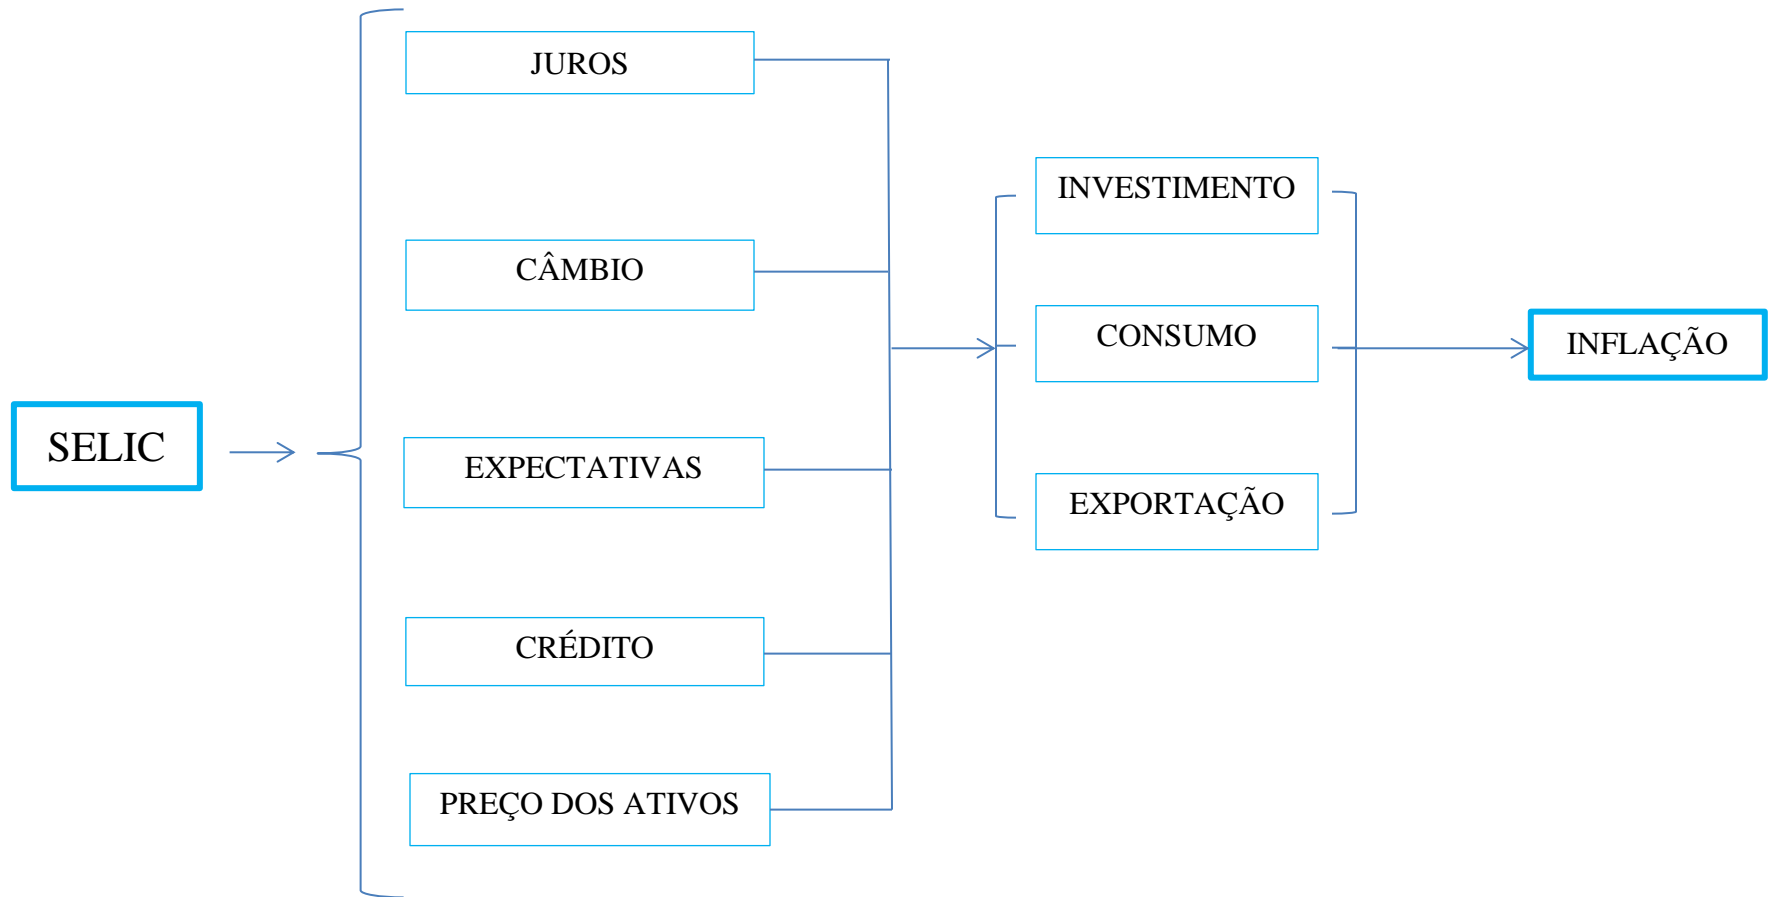 SELIC
JUROS
CÂMBIO
EXPECTATIVAS
CRÉDITO
PREÇO DOS ATIVOS
INVESTIMENTO
CONSUMO
EXPORTAÇÃO
INFLAÇÃO